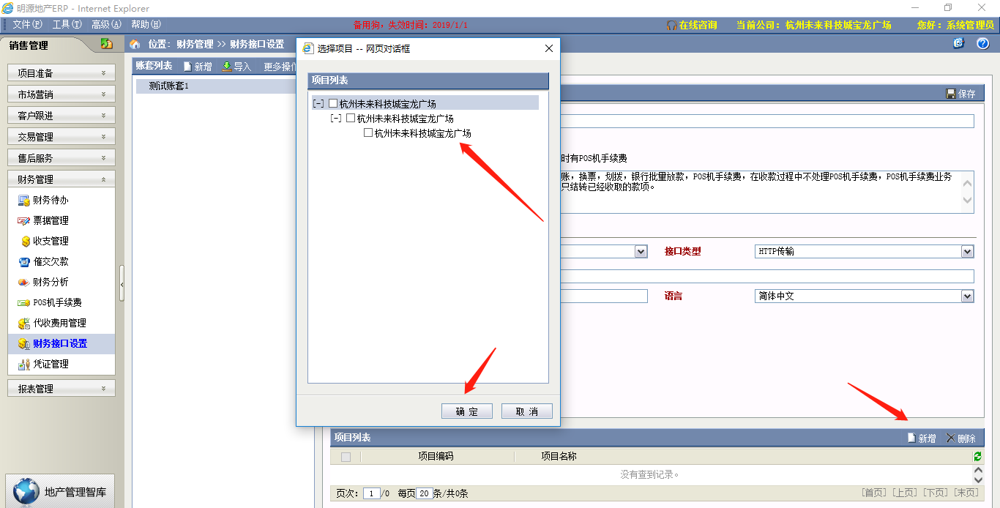 明源地产ERP - Internet Explorer
文件(F) 工具(T) 高级(A) 帮助(H) 备用狗，失效时间：2019/1/1 在线咨询 当前公司：杭州未来科技城宝龙广场 您好：系统管理员
销售管理
位置：财务管理 >> 财务接口设置
项目准备
市场营销
客户跟进
交易管理
售后服务
财务管理
财务待办
票据管理
收支管理
催交欠款
财务分析
POS机手续费
代收费用管理
财务接口设置
凭证管理
报表管理
地产管理智库
账套列表 新增 导入 更多操作
测试账套1
选择项目 -- 网页对话框
项目列表
[-] 杭州未来科技城宝龙广场
[-] 杭州未来科技城宝龙广场
杭州未来科技城宝龙广场
确 定 取 消
保存
时有POS机手续费
账，换票，划拨，银行批量放款，POS机手续费，在收款过程中不处理POS机手续费，POS机手续费业务
只结转已经收取的款项。
接口类型 HTTP传输
语言 简体中文
项目列表 新增 删除
项目编码 项目名称
没有查到记录。
页次：1/0 每页20条/共0条 [首页] [上页] [下页] [末页]